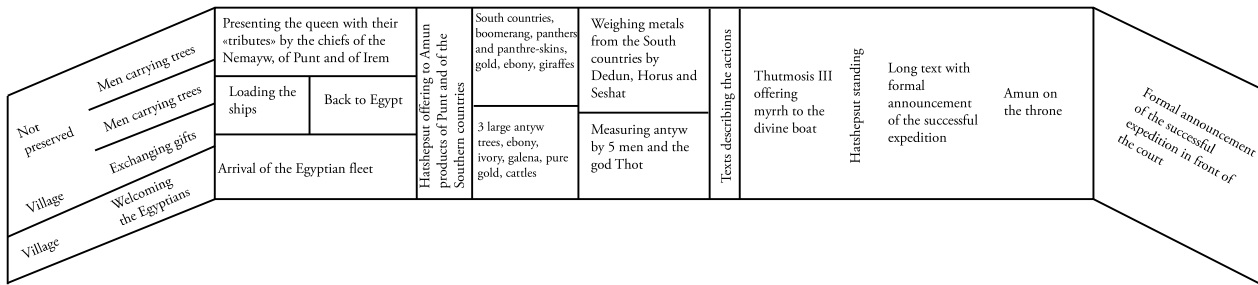 Not
preserved
Men carrying trees
Men carrying trees
Exchanging gifts
Village
Welcoming
the Egyptians
Village
Presenting the queen with their
«tributes» by the chiefs of the
Nemayw, of Punt and of Irem
Loading the
ships
Back to Egypt
Arrival of the Egyptian fleet
Hatshepsut offering to Amun
products of Punt and of the
Southern countries
South countries,
boomerang, panthers
and panthre-skins,
gold, ebony, giraffes
3 large antyw
trees, ebony,
ivory, galena, pure
gold, cattles
Weighing metals
from the South
countries by
Dedun, Horus and
Seshat
Measuring antyw
by 5 men and the
god Thot
Texts describing the actions
Thutmosis III
offering
myrrh to the
divine boat
Hatshepsut standing
Long text with
formal
announcement
of the successful
expedition
Amun on
the throne
Formal announcement
of the successful
expedition in front of
the court